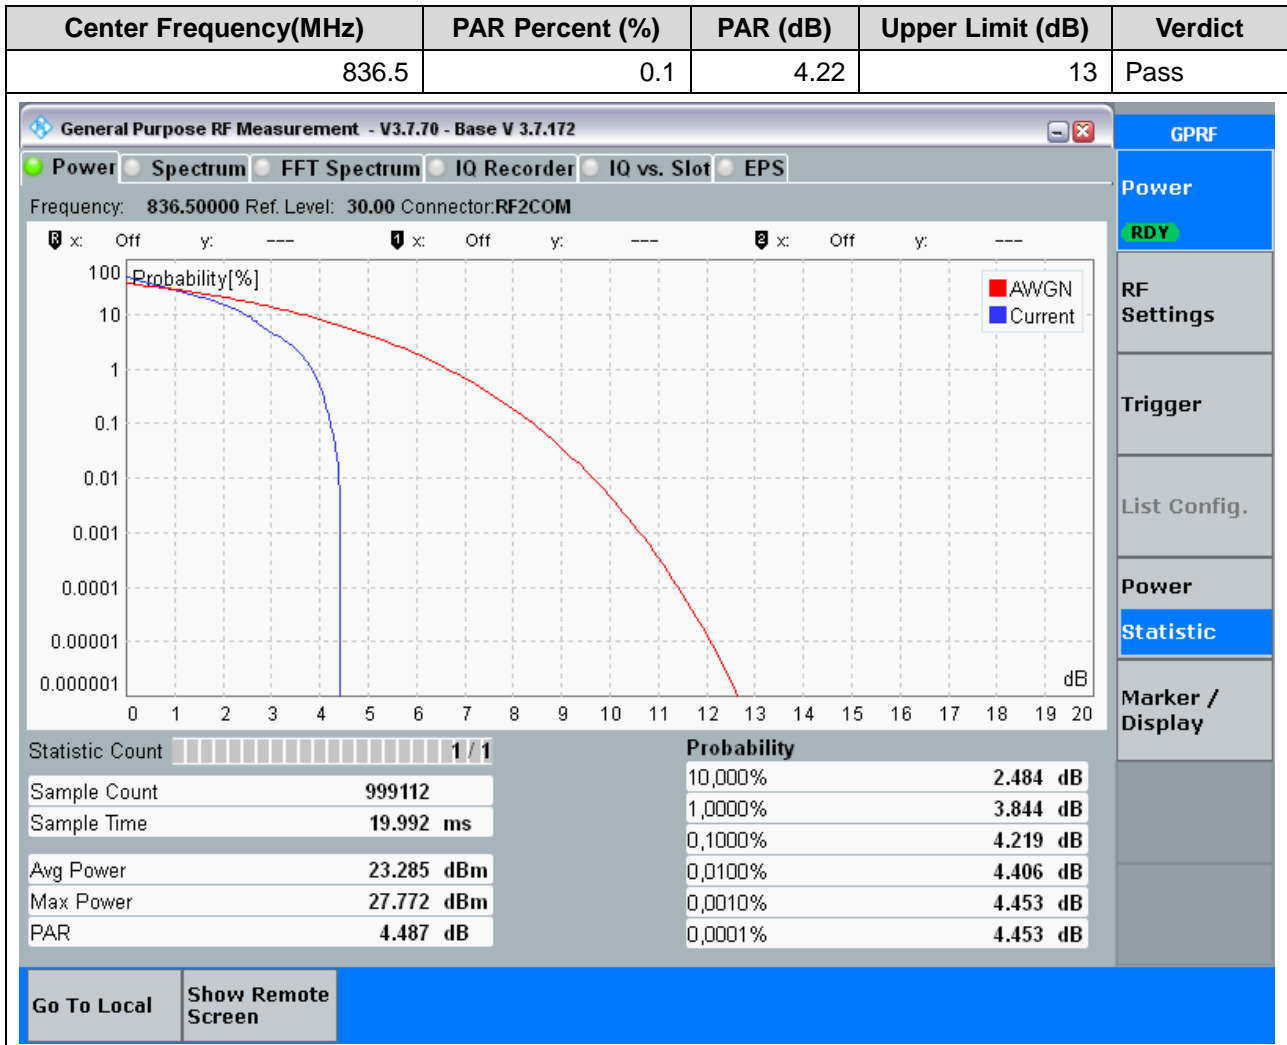 Center Frequency(MHz) PAR Percent (%) PAR (dB) Upper Limit (dB) Verdict
836.5 0.1 4.22 13 Pass
General Purpose RF Measurement - V3.7.70 - Base V 3.7.172
GPRF
Power Spectrum FFT Spectrum IQ Recorder IQ vs. Slot EPS
Power
RDY
Frequency: 836.50000 Ref. Level: 30.00 Connector:RF2COM
R x: Off y: --- 1 x: Off y: --- 2 x: Off y: ---
Probability[%]
AWGN
Current
100
10
1
0.1
0.01
0.001
0.0001
0.00001
0.000001
dB
0 1 2 3 4 5 6 7 8 9 10 11 12 13 14 15 16 17 18 19 20
RF
Settings
Trigger
List Config.
Power
Statistic
Marker /
Display
Statistic Count 1 / 1
Sample Count 999112
Sample Time 19.992 ms
Avg Power 23.285 dBm
Max Power 27.772 dBm
PAR 4.487 dB
Probability
10,000% 2.484 dB
1,0000% 3.844 dB
0,1000% 4.219 dB
0,0100% 4.406 dB
0,0010% 4.453 dB
0,0001% 4.453 dB
Go To Local
Show Remote
Screen